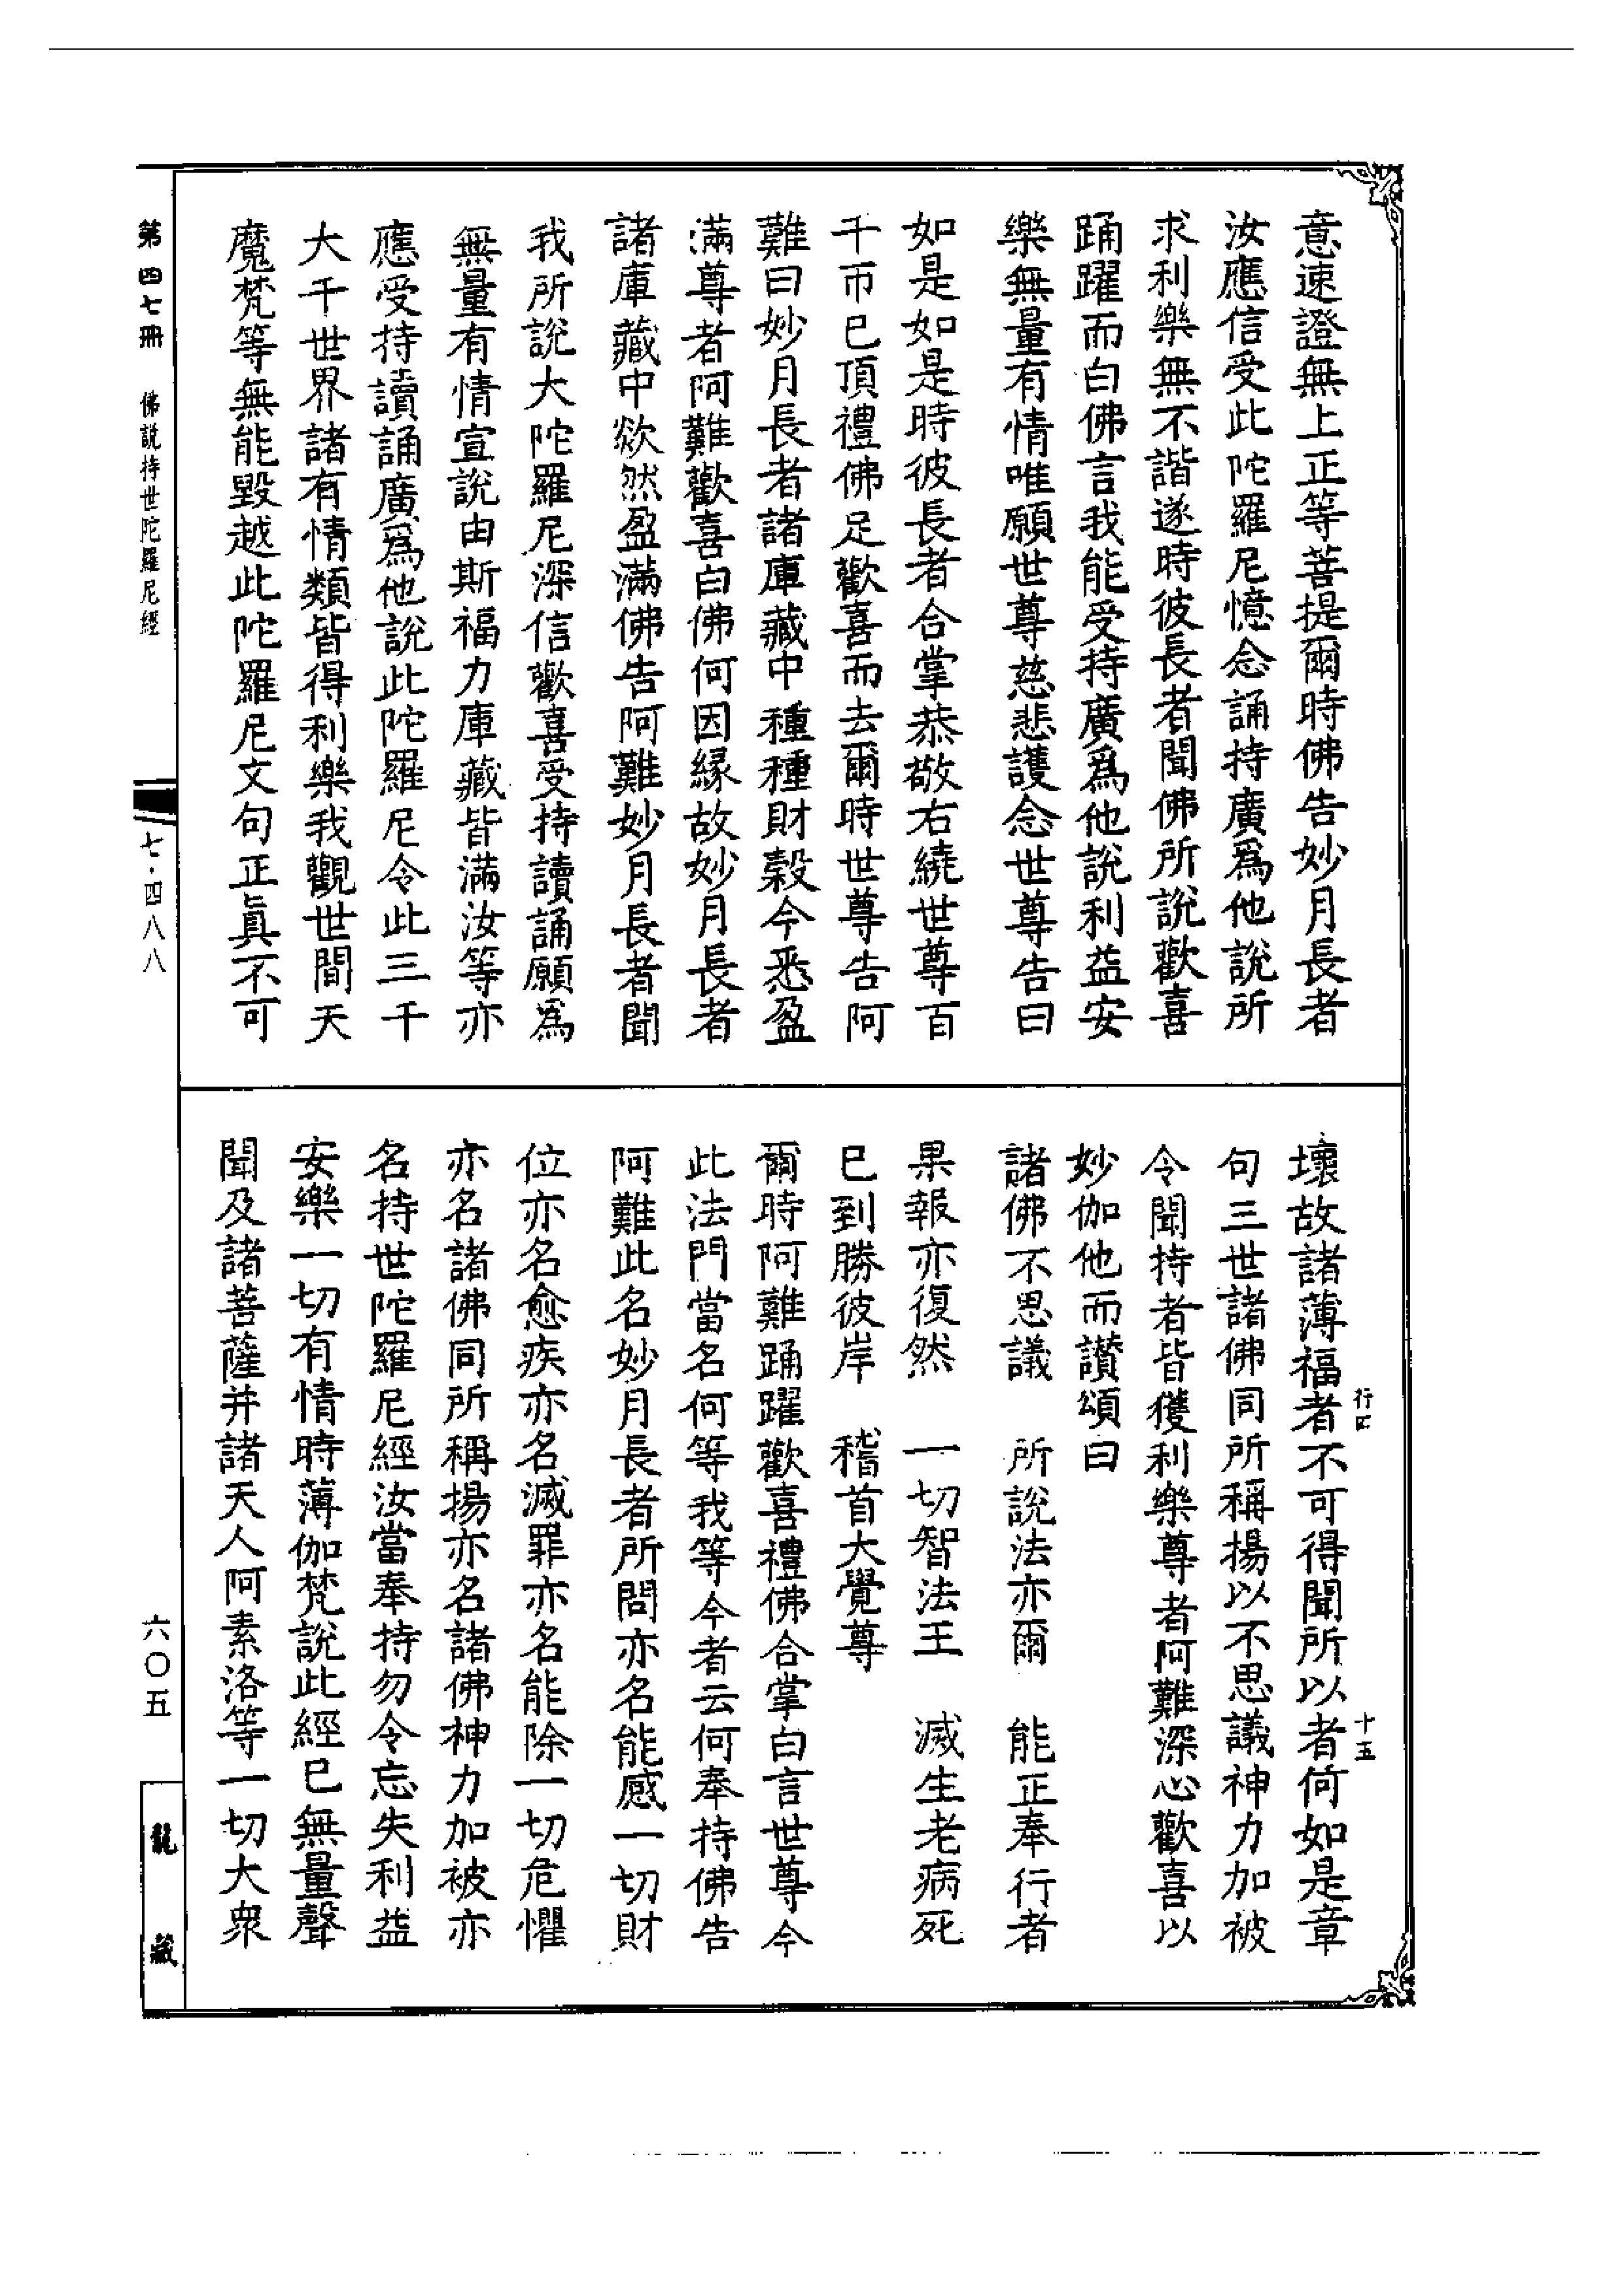 意速證無上正等菩提爾時佛告妙月長者
汝應信受此陀羅尼憶念誦持廣爲他說所
求利樂無不諧遂時彼長者聞佛所說歡喜
踊躍而白佛言我能受持廣爲他說利益安
樂無量有情唯願世尊慈悲護念世尊告曰
如是如是時彼長者合掌恭敬右繞世尊百
千帀已頂禮佛足歡喜而去爾時世尊告阿
難曰妙月長者諸庫藏中種種財穀今悉盈
滿尊者阿難歡喜白佛何因緣故妙月長者
諸庫藏中欻然盈滿佛告阿難妙月長者聞
我所說大陀羅尼深信歡喜受持讀誦願爲
無量有情宣說由斯福力庫藏皆滿汝等亦
應受持讀誦廣爲他說此陀羅尼令此三千
大千世界諸有情類皆得利樂我觀世間天
魔梵等無能毀越此陀羅尼文句正真不可
壞故諸薄福者不可得聞所以者何如是章
句三世諸佛同所稱揚以不思議神力加被
令聞持者皆獲利樂尊者阿難深心歡喜以
妙伽他而讚頌曰
諸佛不思議　所說法亦爾　能正奉行者
果報亦復然　一切智法王　滅生老病死
已到勝彼岸　稽首大覺尊
爾時阿難踊躍歡喜禮佛合掌白言世尊今
此法門當名何等我等今者云何奉持佛告
阿難此名妙月長者所問亦名能感一切財
位亦名愈疾亦名滅罪亦名能除一切危懼
亦名諸佛同所稱揚亦名諸佛神力加被亦
名持世陀羅尼經汝當奉持勿令忘失利益
安樂一切有情時薄伽梵說此經已無量聲
聞及諸菩薩并諸天人阿素洛等一切大衆
行四
十五
第四七冊　佛說持世陀羅尼經
七·四八八
六〇五
龍藏